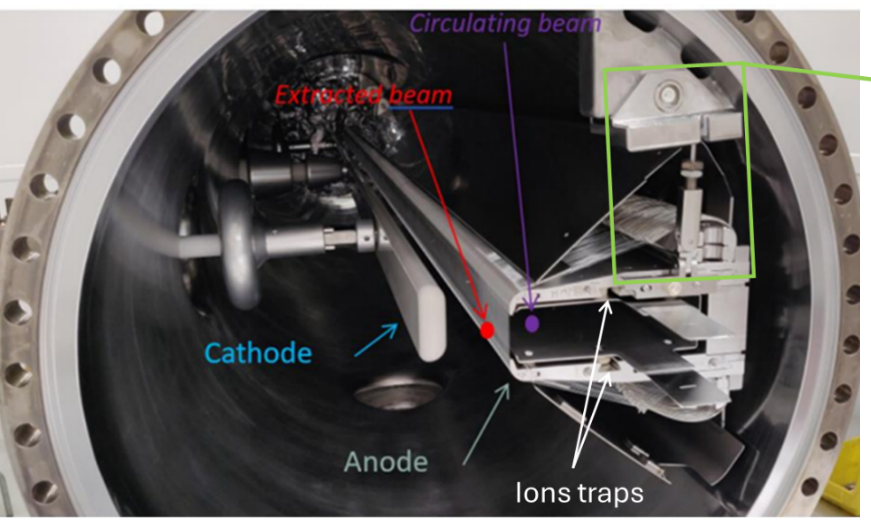 Circulating beam
Extracted beam
Cathode
Anode
Ions traps